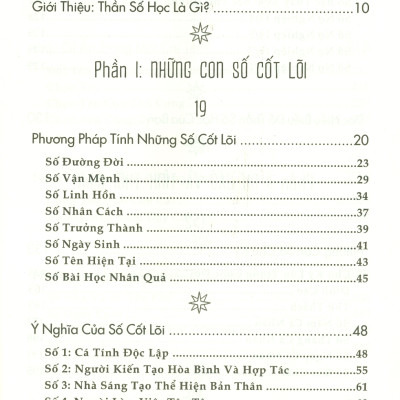 Giới Thiệu: Thần Số Học Là Gì?..........10
Phần I: NHỮNG CON SỐ CỐT LÕI
19
Phương Pháp Tính Những Số Cốt Lõi..........20
Số Đường Đời..........23
Số Vận Mệnh..........29
Số Linh Hồn..........34
Số Nhân Cách..........37
Số Trưởng Thành..........39
Số Ngày Sinh..........41
Số Tên Hiện Tại..........43
Số Bài Học Nhân Quả..........45
Ý Nghĩa Của Số Cốt Lõi..........48
Số 1: Cá Tính Độc Lập..........48
Số 2: Người Kiến Tạo Hòa Bình Và Hợp Tác..........55
Số 3: Nhà Sáng Tạo Thể Hiện Bản Thân..........61